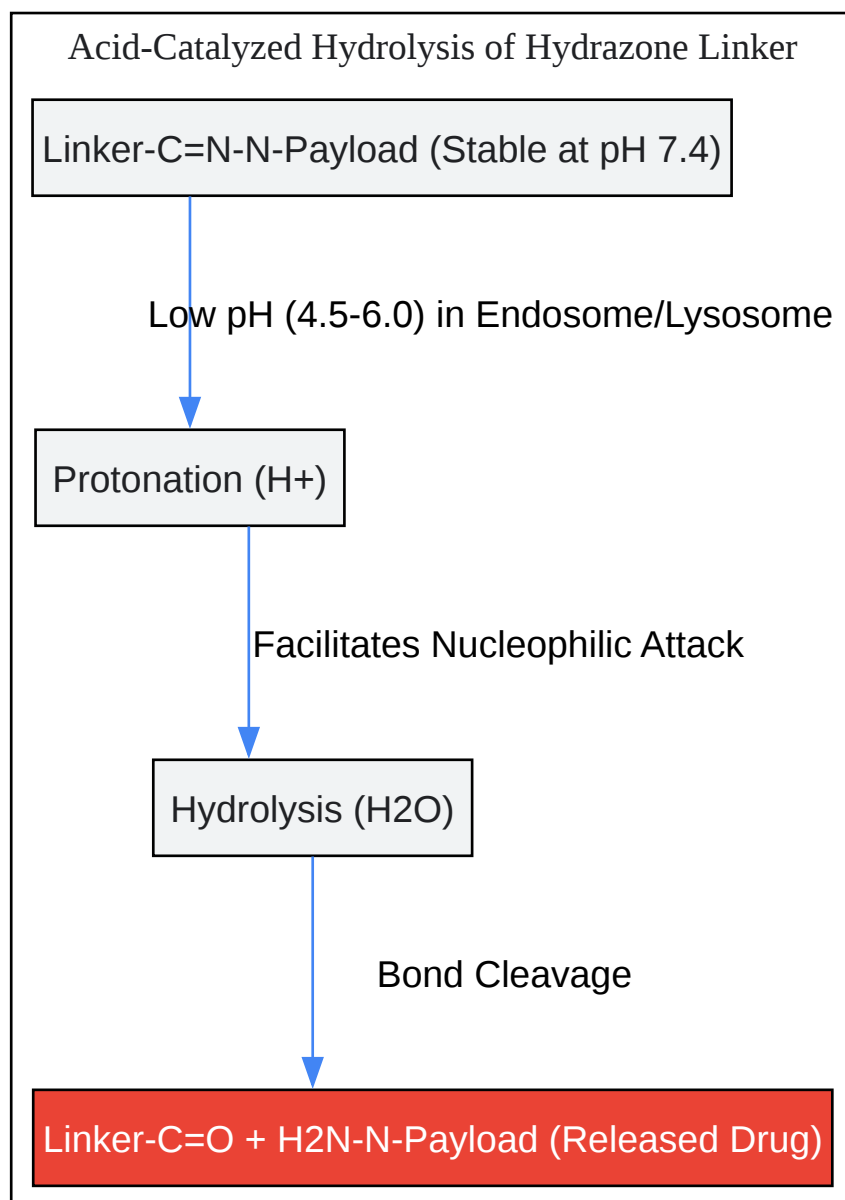 Acid-Catalyzed Hydrolysis of Hydrazone Linker
Linker-C=N-N-Payload (Stable at pH 7.4)
Low pH (4.5-6.0) in Endosome/Lysosome
Protonation (H+)
Facilitates Nucleophilic Attack
Hydrolysis (H2O)
Bond Cleavage
Linker-C=O + H2N-N-Payload (Released Drug)